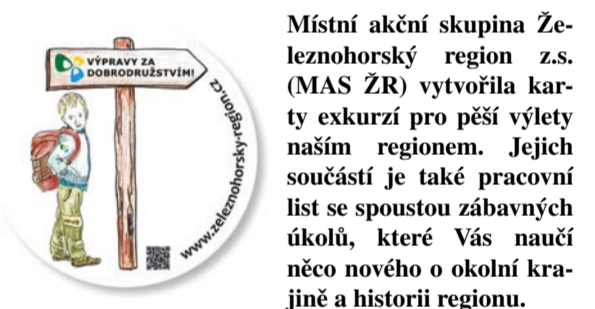 VÝPRAVY ZA
DOBRODRUŽSTVÍM!
www.zeleznohorsky-region.cz
Místní akční skupina Že-
leznohorský region z.s.
(MAS ŽR) vytvořila kar-
ty exkurzí pro pěší výlety
naším regionem. Jejich
součástí je také pracovní
list se spoustou zábavných
úkolů, které Vás naučí
něco nového o okolní kra-
jině a historii regionu.